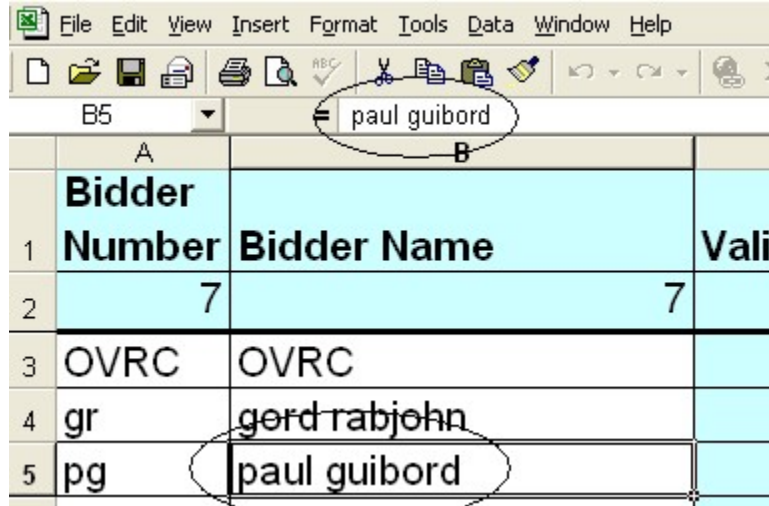 File Edit View Insert Format Tools Data Window Help
ABC
B5 = paul guibord
A B
Bidder
1 Number Bidder Name Vali
2 7 7
3 OVRC OVRC
4 gr gord rabjohn
5 pg paul guibord